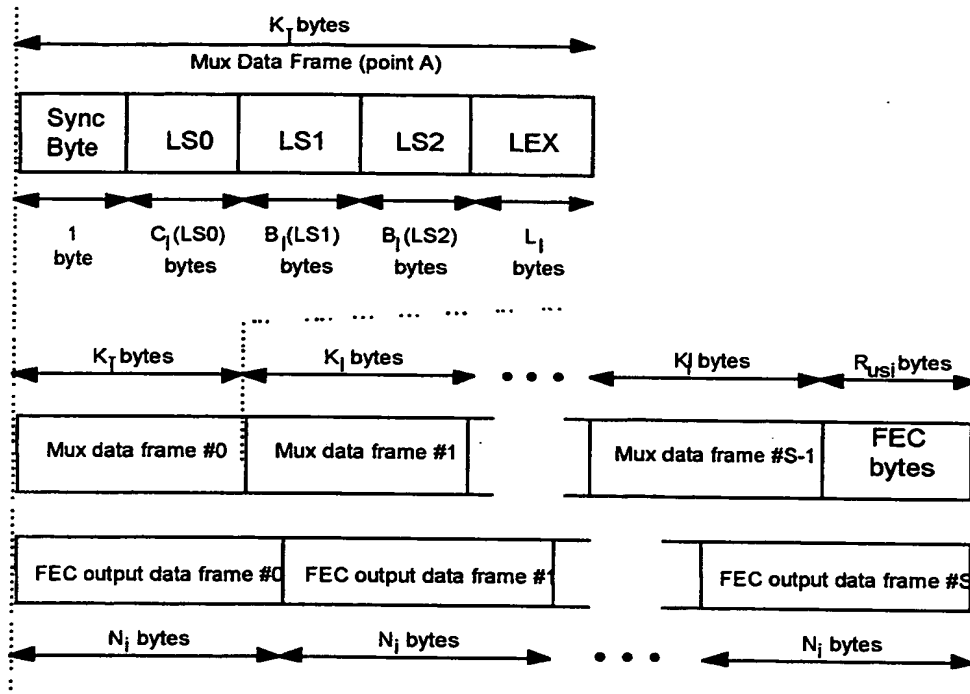 K_I bytes
Mux Data Frame (point A)
Sync Byte
LS0
LS1
LS2
LEX
1 byte
C_I(LS0) bytes
B_I(LS1) bytes
B_I(LS2) bytes
L_I bytes
K_I bytes
K_I bytes
K_I bytes
R_usi bytes
Mux data frame #0
Mux data frame #1
Mux data frame #S-1
FEC bytes
FEC output data frame #0
FEC output data frame #1
FEC output data frame #S
N_i bytes
N_i bytes
N_i bytes